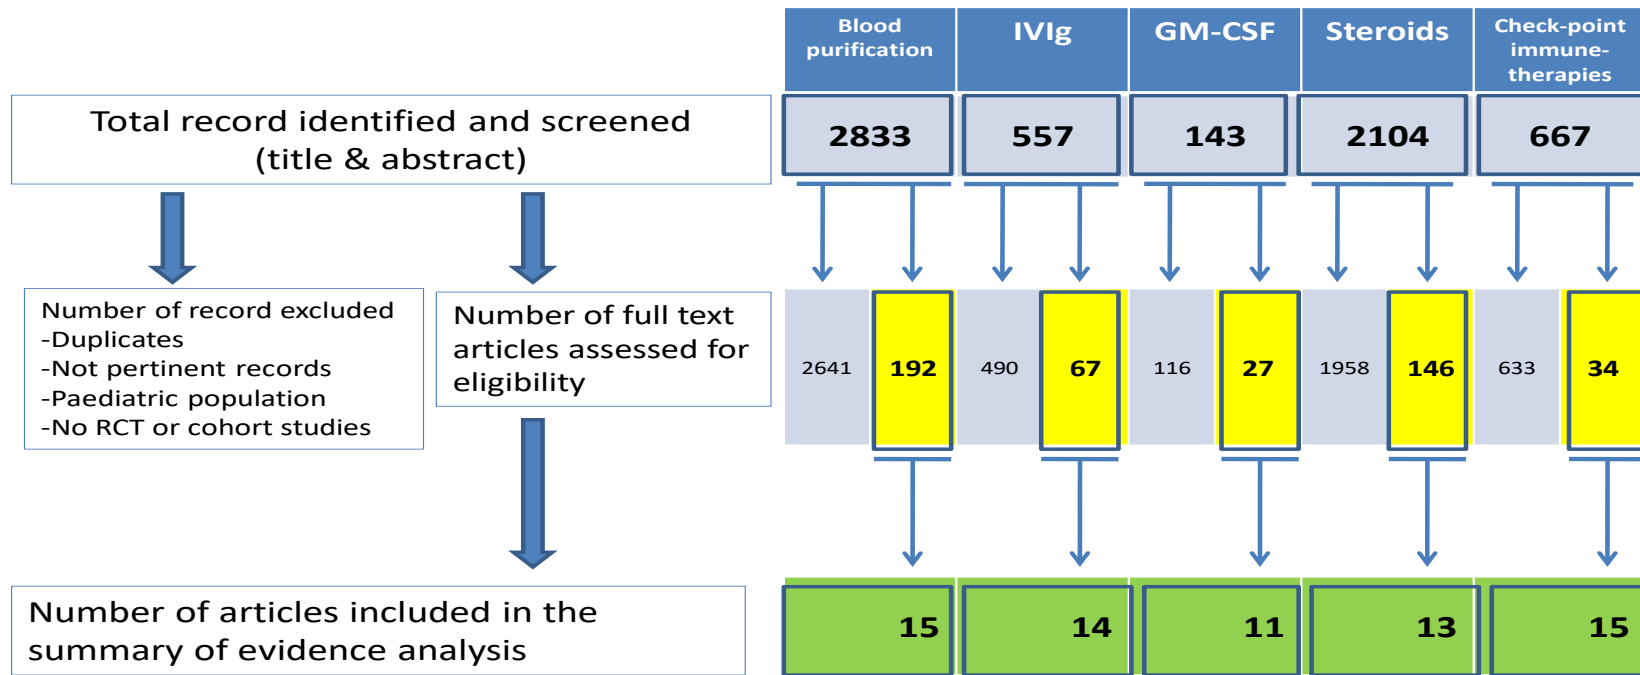 Blood
purification
IVIg
GM-CSF
Steroids
Check-point
immune-
therapies
Total record identified and screened
(title & abstract)
2833
557
143
2104
667
Number of record excluded
-Duplicates
-Not pertinent records
-Paediatric population
-No RCT or cohort studies
Number of full text
articles assessed for
eligibility
2641
192
490
67
116
27
1958
146
633
34
Number of articles included in the
summary of evidence analysis
15
14
11
13
15